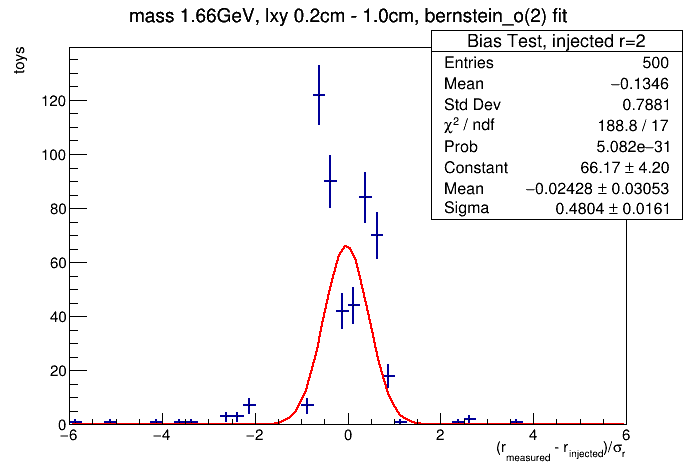 mass 1.66GeV, lxy 0.2cm - 1.0cm, bernstein_o(2) fit
toys
Bias Test, injected r=2
Entries 500
Mean −0.1346
Std Dev 0.7881
χ² / ndf 188.8 / 17
Prob 5.082e−31
Constant 66.17 ± 4.20
Mean −0.02428 ± 0.03053
Sigma 0.4804 ± 0.0161
120
100
80
60
40
20
0
−6 −4 −2 0 2 4 6
(r_measured - r_injected)/σ_r